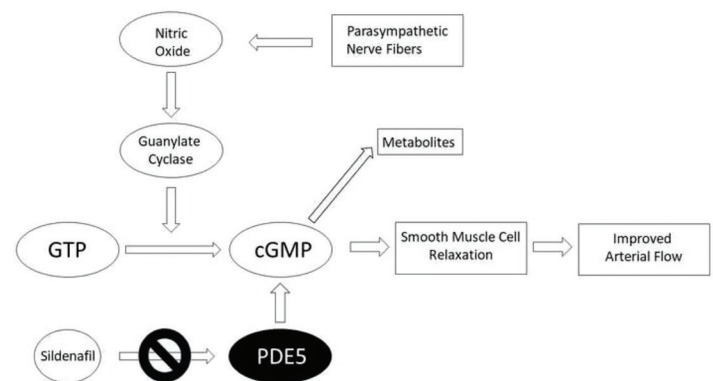 Nitric
Oxide
Parasympathetic
Nerve Fibers
Guanylate
Cyclase
Metabolites
GTP
cGMP
Smooth Muscle Cell
Relaxation
Improved
Arterial Flow
Sildenafil
PDE5